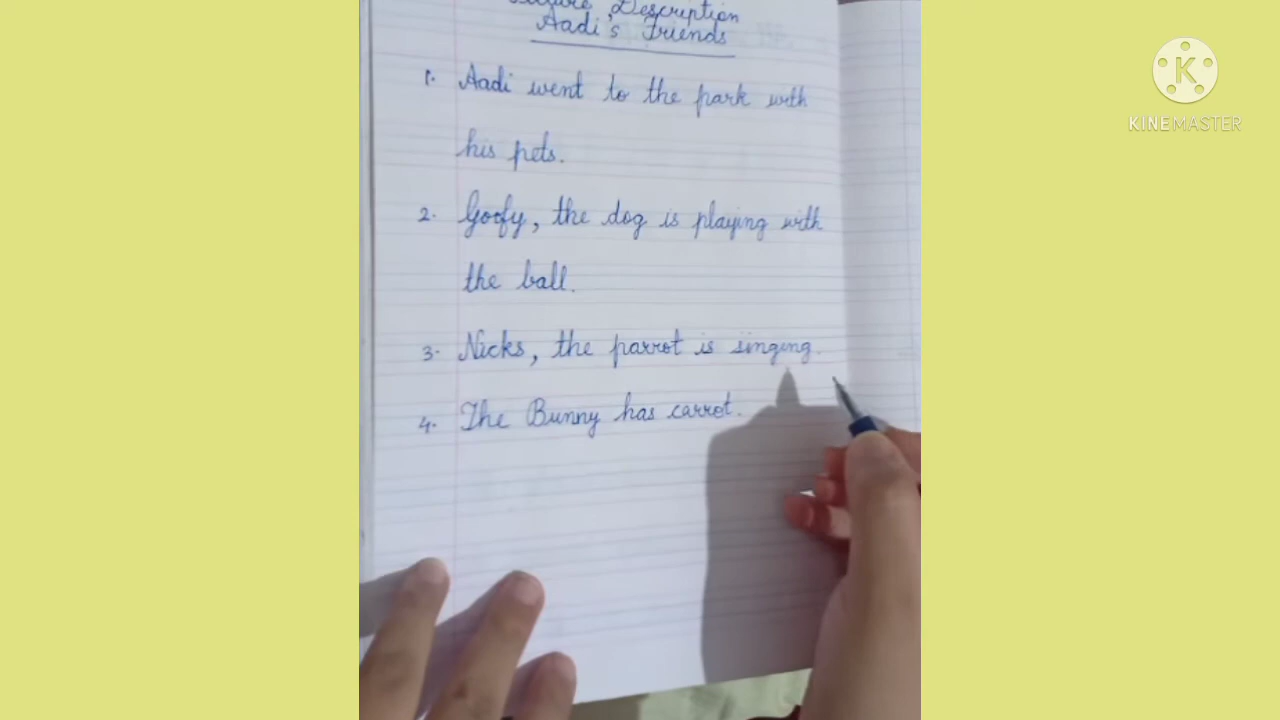 Picture Description
Aadi's Friends
1. Aadi went to the park with
his pets.
2. Goofy, the dog is playing with
the ball.
3. Nicks, the parrot is singing.
4. The Bunny has carrot.
K
KINEMASTER